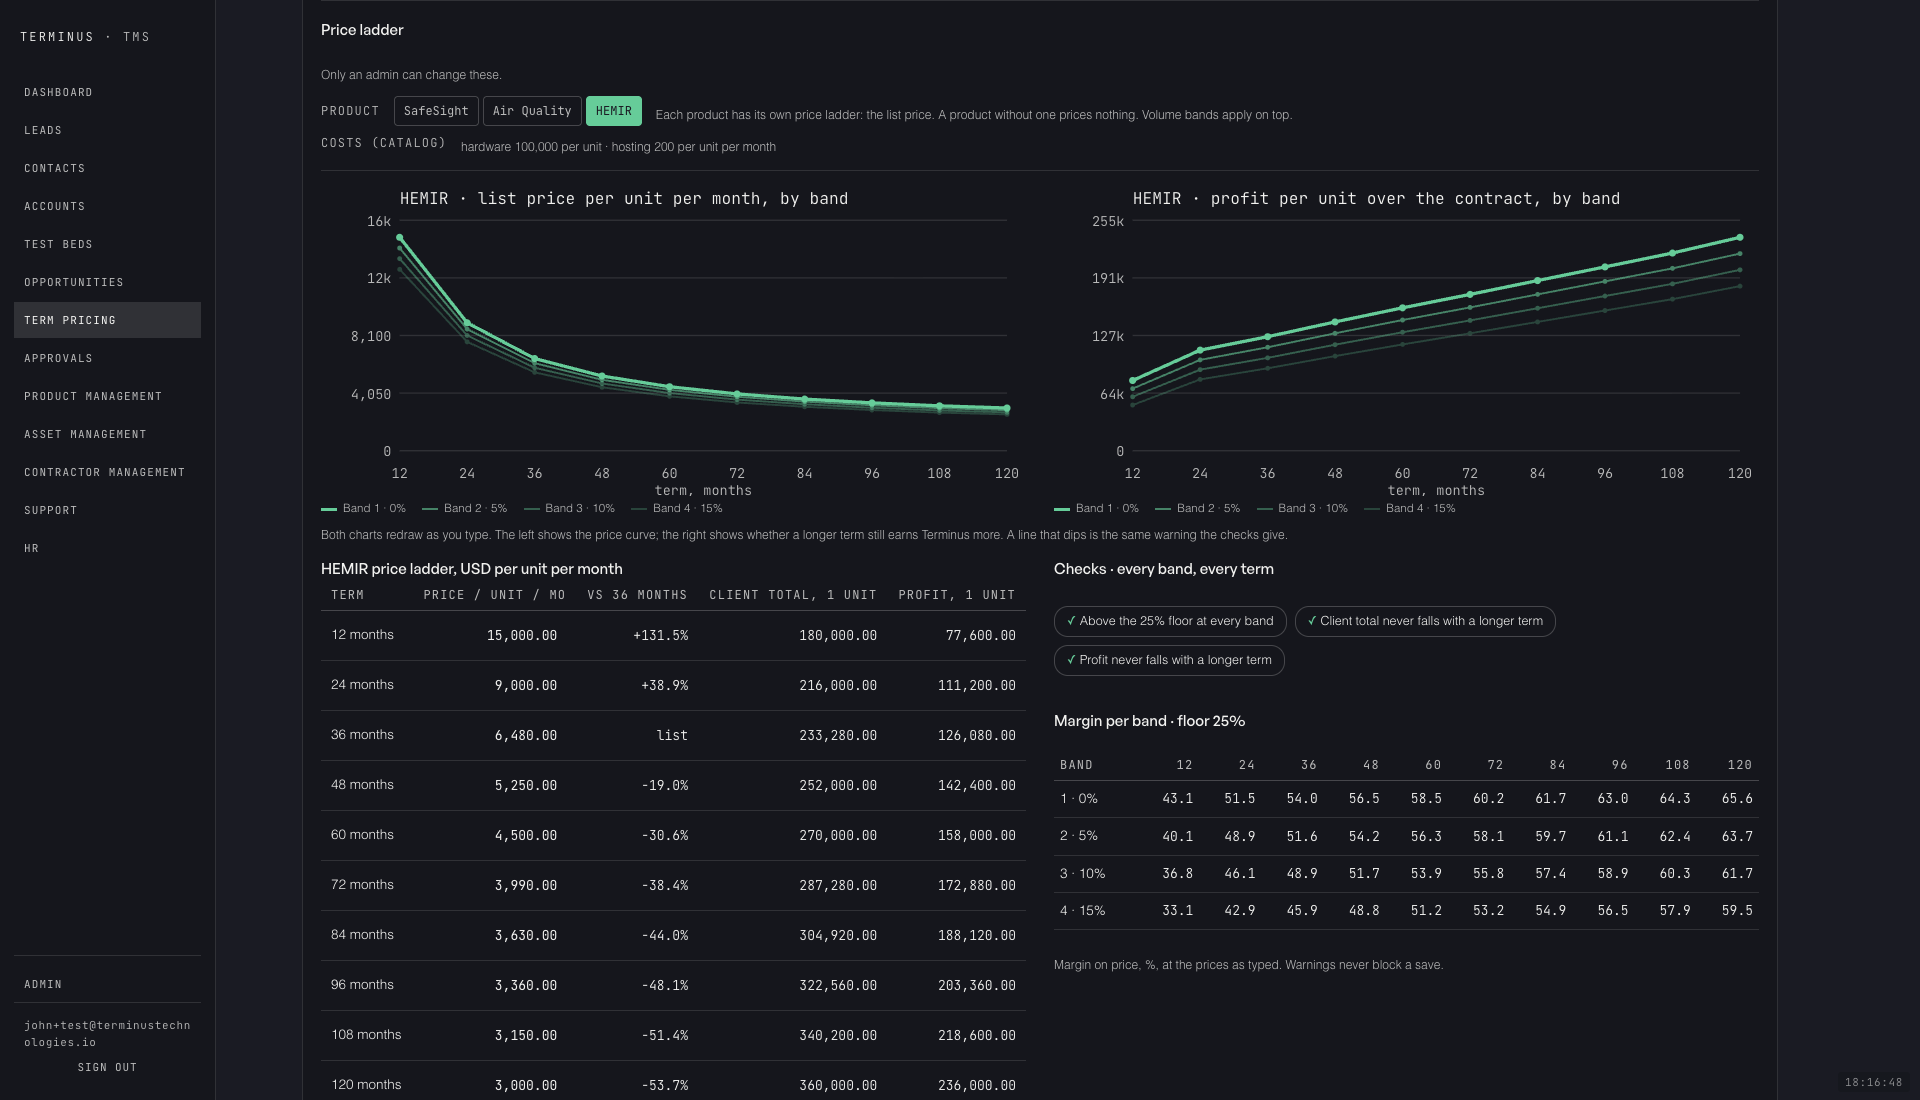 TERMINUS · TMS
DASHBOARD
LEADS
CONTACTS
ACCOUNTS
TEST BEDS
OPPORTUNITIES
TERM PRICING
APPROVALS
PRODUCT MANAGEMENT
ASSET MANAGEMENT
CONTRACTOR MANAGEMENT
SUPPORT
HR
ADMIN
john+test@terminustechn
ologies.io
SIGN OUT
Price ladder
Only an admin can change these.
PRODUCT SafeSight Air Quality HEMIR Each product has its own price ladder: the list price. A product without one prices nothing. Volume bands apply on top.
COSTS (CATALOG) hardware 100,000 per unit · hosting 200 per unit per month
HEMIR · list price per unit per month, by band
16k
12k
8,100
4,050
0
12 24 36 48 60 72 84 96 108 120
term, months
Band 1 · 0% Band 2 · 5% Band 3 · 10% Band 4 · 15%
HEMIR · profit per unit over the contract, by band
255k
191k
127k
64k
0
12 24 36 48 60 72 84 96 108 120
term, months
Band 1 · 0% Band 2 · 5% Band 3 · 10% Band 4 · 15%
Both charts redraw as you type. The left shows the price curve; the right shows whether a longer term still earns Terminus more. A line that dips is the same warning the checks give.
HEMIR price ladder, USD per unit per month
TERM PRICE / UNIT / MO VS 36 MONTHS CLIENT TOTAL, 1 UNIT PROFIT, 1 UNIT
12 months 15,000.00 +131.5% 180,000.00 77,600.00
24 months 9,000.00 +38.9% 216,000.00 111,200.00
36 months 6,480.00 list 233,280.00 126,080.00
48 months 5,250.00 -19.0% 252,000.00 142,400.00
60 months 4,500.00 -30.6% 270,000.00 158,000.00
72 months 3,990.00 -38.4% 287,280.00 172,880.00
84 months 3,630.00 -44.0% 304,920.00 188,120.00
96 months 3,360.00 -48.1% 322,560.00 203,360.00
108 months 3,150.00 -51.4% 340,200.00 218,600.00
120 months 3,000.00 -53.7% 360,000.00 236,000.00
Checks · every band, every term
✓ Above the 25% floor at every band
✓ Client total never falls with a longer term
✓ Profit never falls with a longer term
Margin per band · floor 25%
BAND 12 24 36 48 60 72 84 96 108 120
1 · 0% 43.1 51.5 54.0 56.5 58.5 60.2 61.7 63.0 64.3 65.6
2 · 5% 40.1 48.9 51.6 54.2 56.3 58.1 59.7 61.1 62.4 63.7
3 · 10% 36.8 46.1 48.9 51.7 53.9 55.8 57.4 58.9 60.3 61.7
4 · 15% 33.1 42.9 45.9 48.8 51.2 53.2 54.9 56.5 57.9 59.5
Margin on price, %, at the prices as typed. Warnings never block a save.
18:16:48